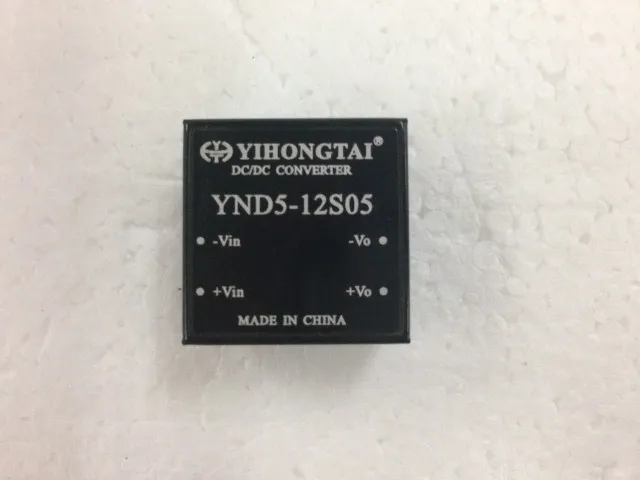 YIHONGTAI®
DC/DC CONVERTER
YND5-12S05
-Vin -Vo
+Vin +Vo
MADE IN CHINA